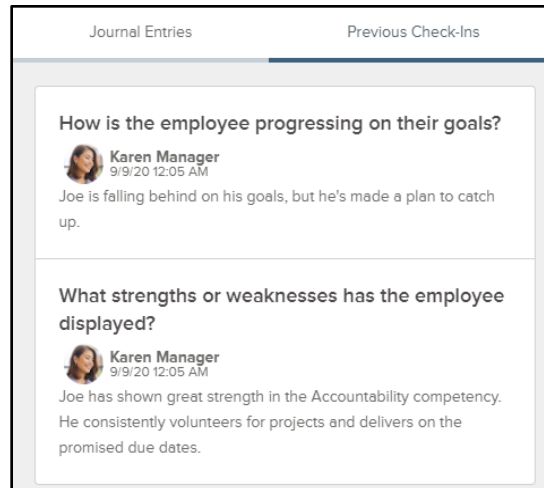 Journal Entries
Previous Check-Ins
How is the employee progressing on their goals?
Karen Manager
9/9/20 12:05 AM
Joe is falling behind on his goals, but he's made a plan to catch
up.
What strengths or weaknesses has the employee
displayed?
Karen Manager
9/9/20 12:05 AM
Joe has shown great strength in the Accountability competency.
He consistently volunteers for projects and delivers on the
promised due dates.